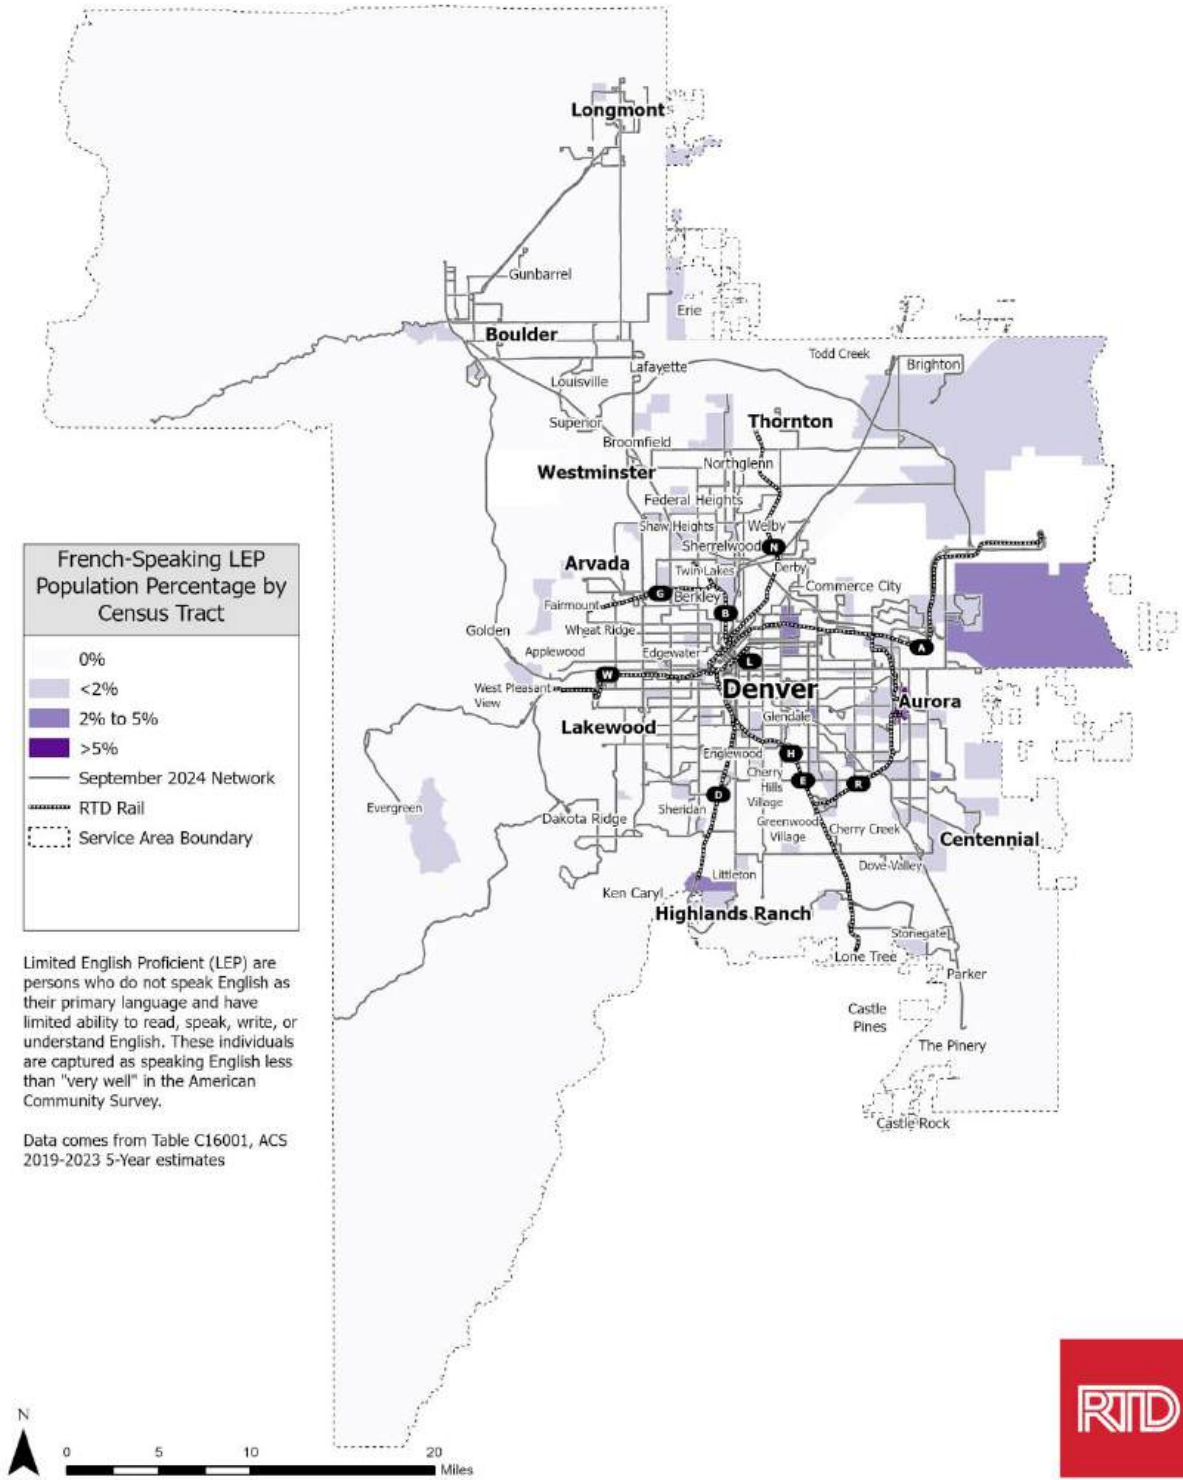 Longmont
Gunbarrel
Erie
Boulder
Todd Creek
Brighton
Lafayette
Louisville
Superior
Thornton
Broomfield
Northglenn
Westminster
Federal Heights
Shaw Heights
Welby
Sherrelwood
N
Arvada
Twin Lakes
Derby
Commerce City
G
Berkley
Fairmount
B
Golden
Wheat Ridge
Applewood
Edgewater
A
L
W
West Pleasant
View
Denver
Aurora
Glendale
Lakewood
Englewood
H
Cherry
Hills
Village
E
R
D
Evergreen
Sheridan
Dakota Ridge
Greenwood
Village
Cherry Creek
Centennial
Dove Valley
Littleton
Ken Caryl
Highlands Ranch
Stonegate
Lone Tree
Parker
Castle
Pines
The Pinery
Castle Rock
French-Speaking LEP
Population Percentage by
Census Tract
0%
<2%
2% to 5%
>5%
September 2024 Network
RTD Rail
Service Area Boundary
Limited English Proficient (LEP) are
persons who do not speak English as
their primary language and have
limited ability to read, speak, write, or
understand English. These individuals
are captured as speaking English less
than "very well" in the American
Community Survey.
Data comes from Table C16001, ACS
2019-2023 5-Year estimates
N
0 5 10 20
Miles
RTD